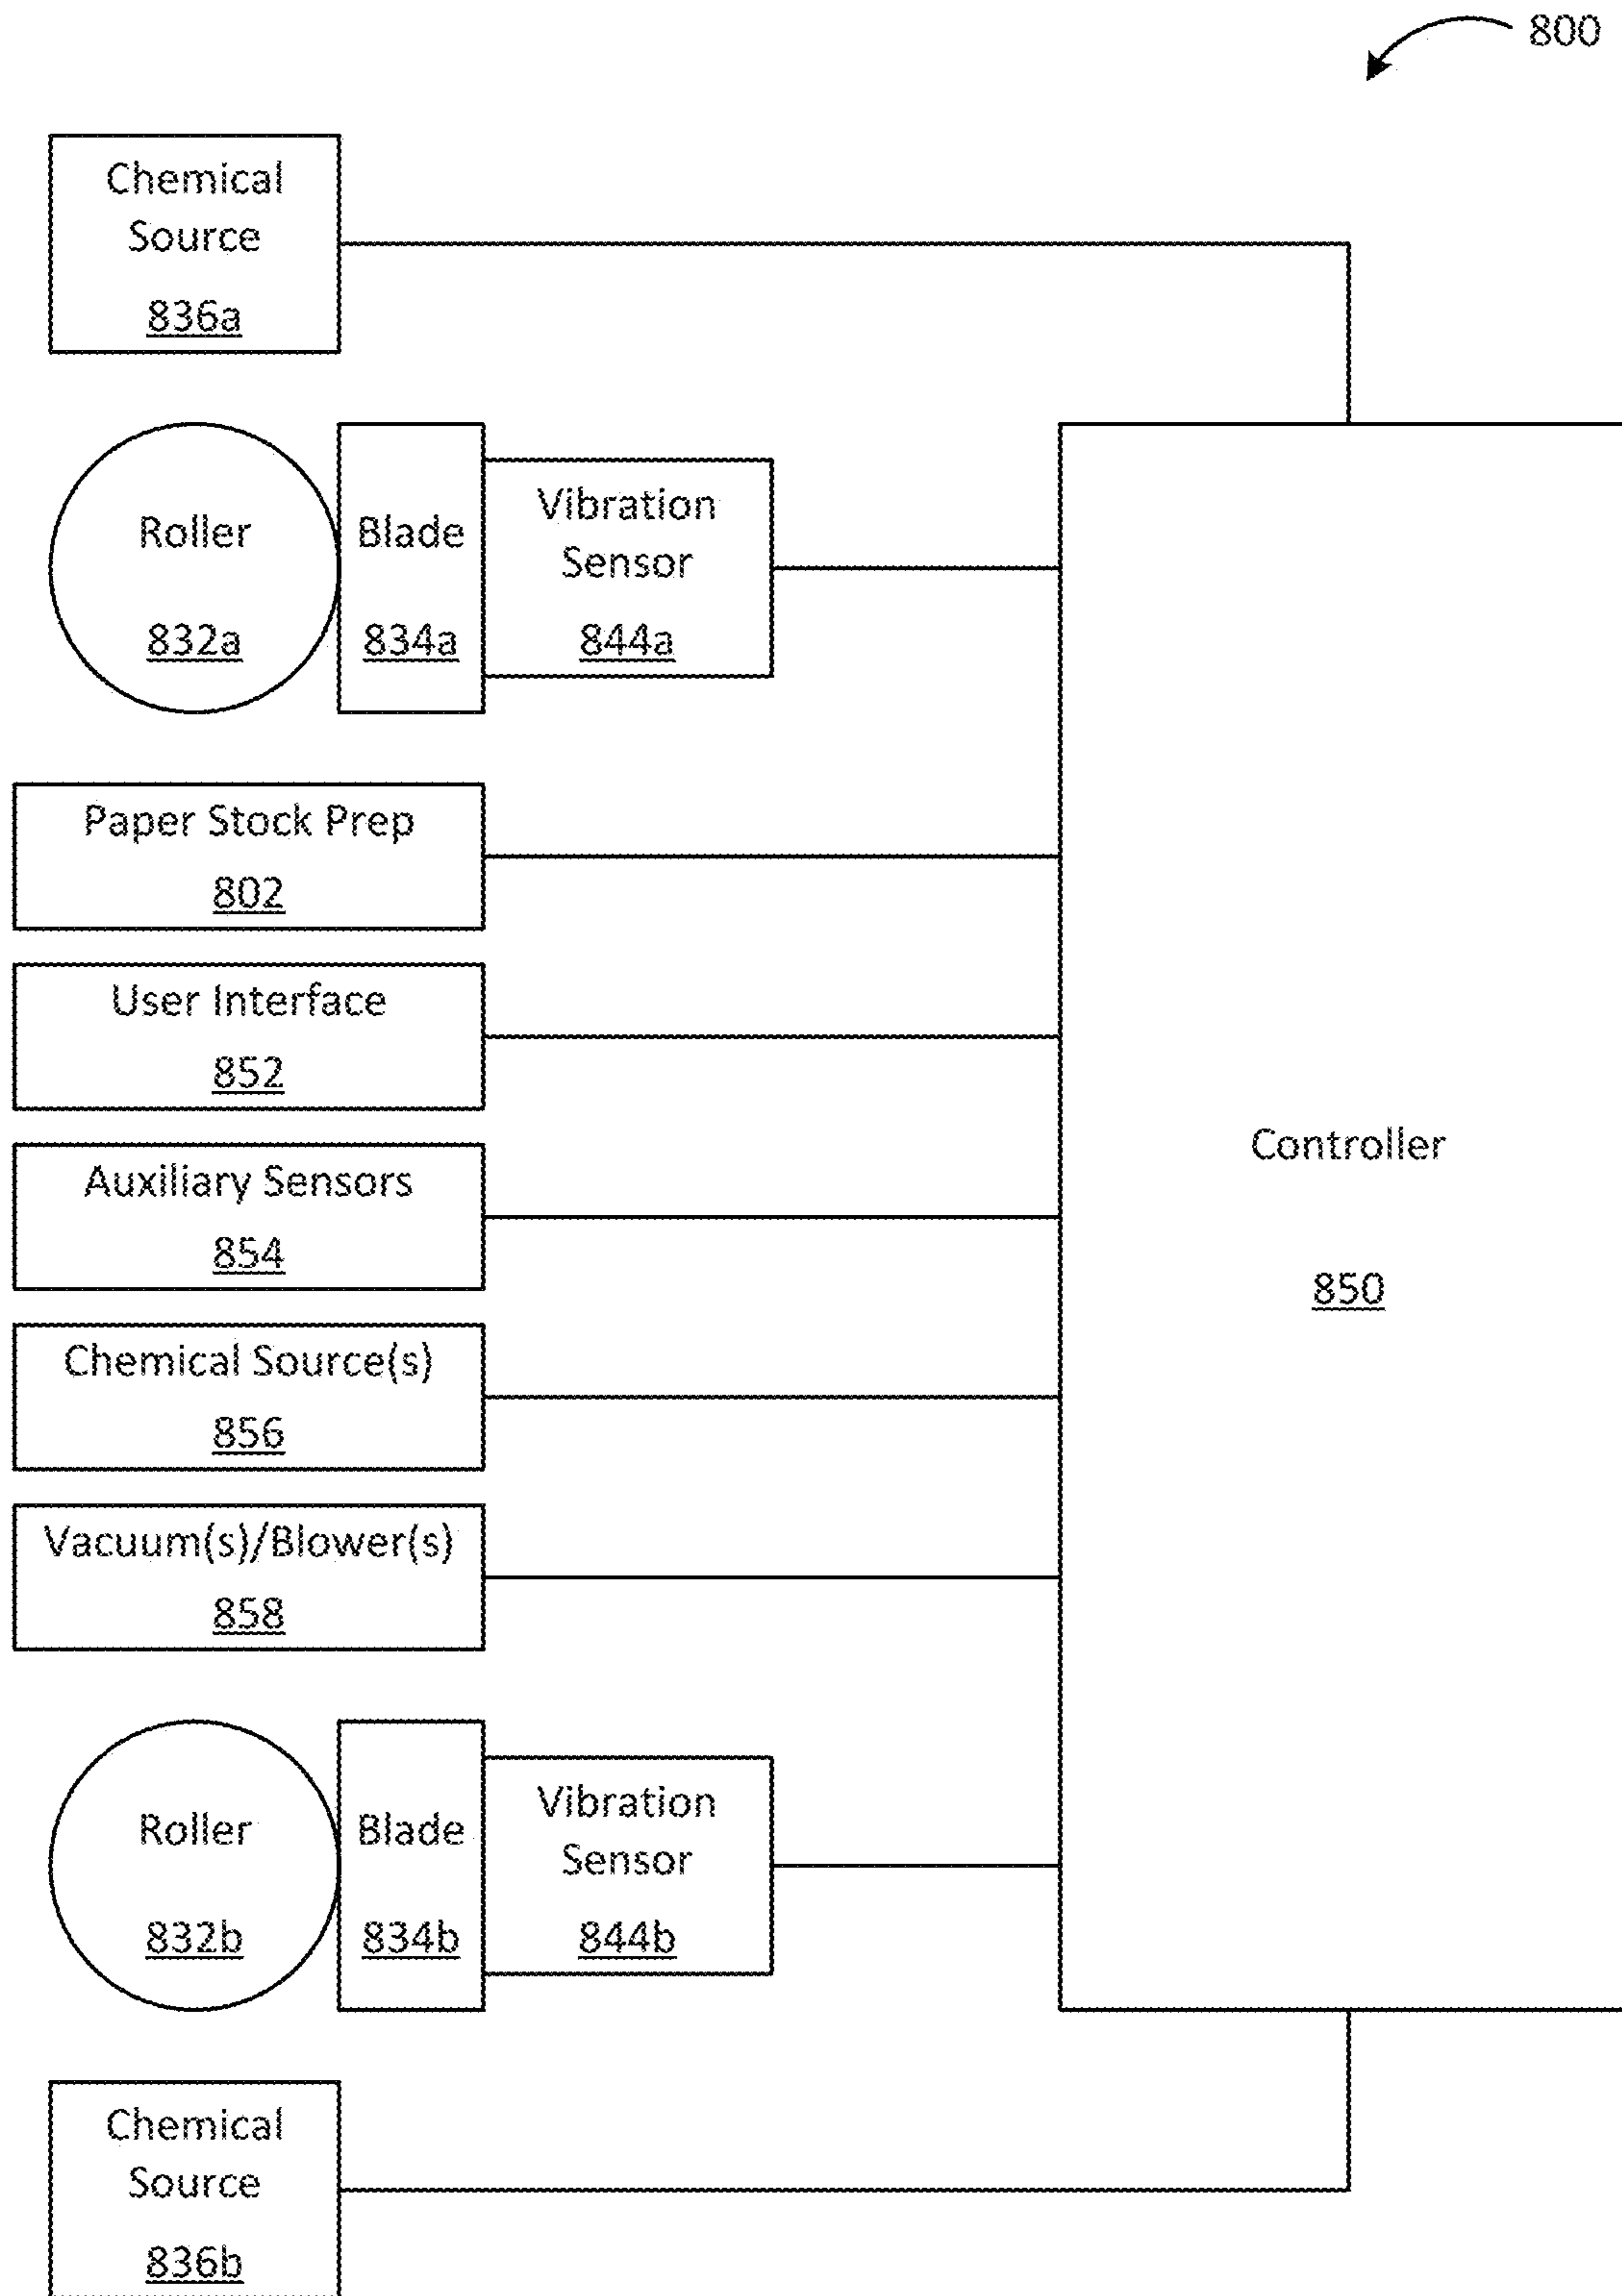 800
Chemical
Source
836a
Roller
832a
Blade
834a
Vibration
Sensor
844a
Paper Stock Prep
802
User Interface
852
Auxiliary Sensors
854
Chemical Source(s)
856
Vacuum(s)/Blower(s)
858
Controller
850
Roller
832b
Blade
834b
Vibration
Sensor
844b
Chemical
Source
836b